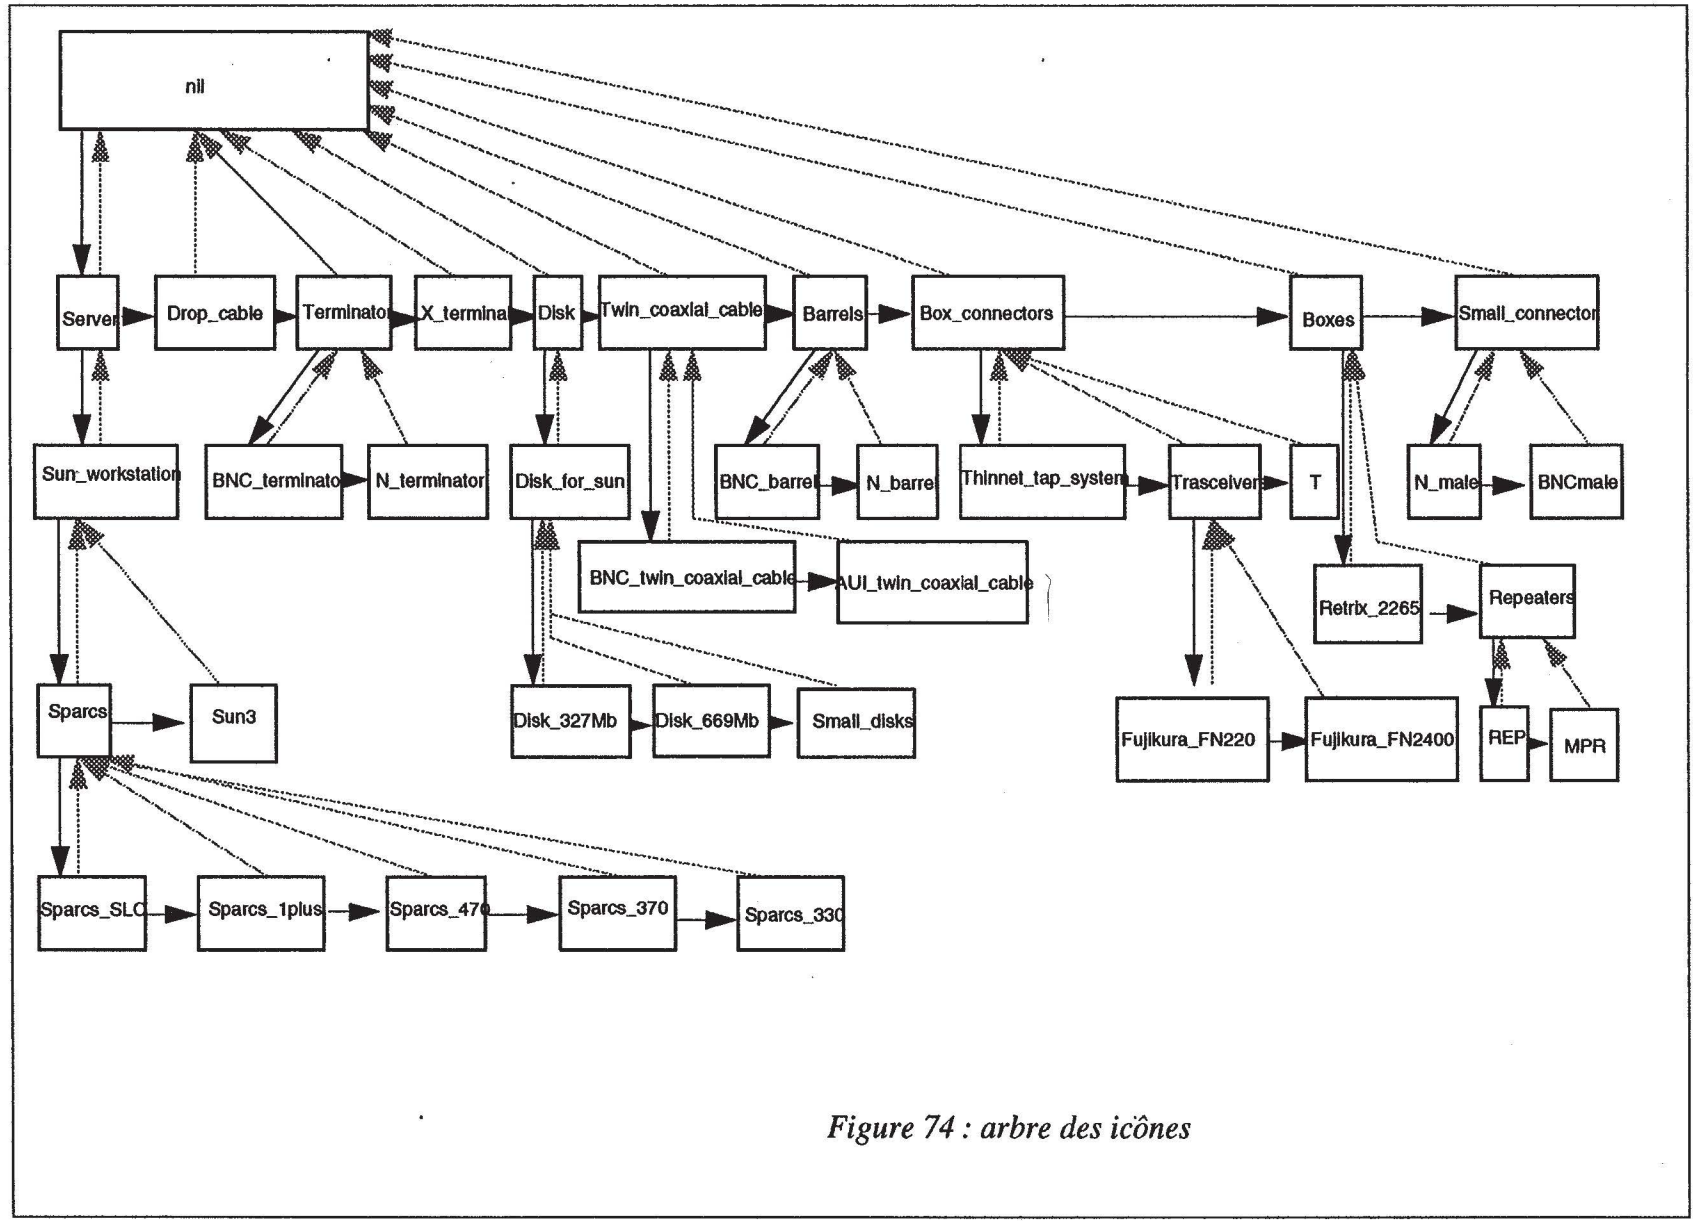 nil
Server
Drop_cable
Terminator
X_terminal
Disk
Twin_coaxial_cable
Barrels
Box_connectors
Boxes
Small_connector
Sun_workstation
BNC_terminator
N_terminator
Disk_for_sun
BNC_barrel
N_barrel
Thinnet_tap_system
Trasceivers
T
N_male
BNCmale
BNC_twin_coaxial_cable
AUI_twin_coaxial_cable
Retrix_2265
Repeaters
Sparcs
Sun3
Disk_327Mb
Disk_669Mb
Small_disks
Fujikura_FN220
Fujikura_FN2400
REP
MPR
Sparcs_SLC
Sparcs_1plus
Sparcs_470
Sparcs_370
Sparcs_330
Figure 74 : arbre des icônes